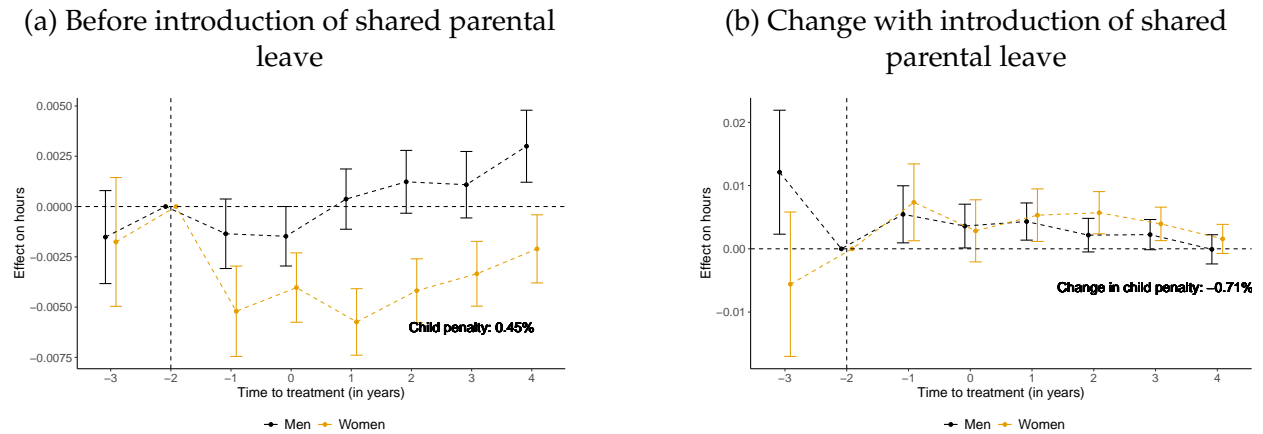 (a) Before introduction of shared parental
leave
0.0050
0.0025
0.0000
−0.0025
−0.0050
−0.0075
Effect on hours
Child penalty: 0.45%
−3 −2 −1 0 1 2 3 4
Time to treatment (in years)
Men Women
(b) Change with introduction of shared
parental leave
0.02
0.01
0.00
−0.01
Effect on hours
Change in child penalty: −0.71%
−3 −2 −1 0 1 2 3 4
Time to treatment (in years)
Men Women